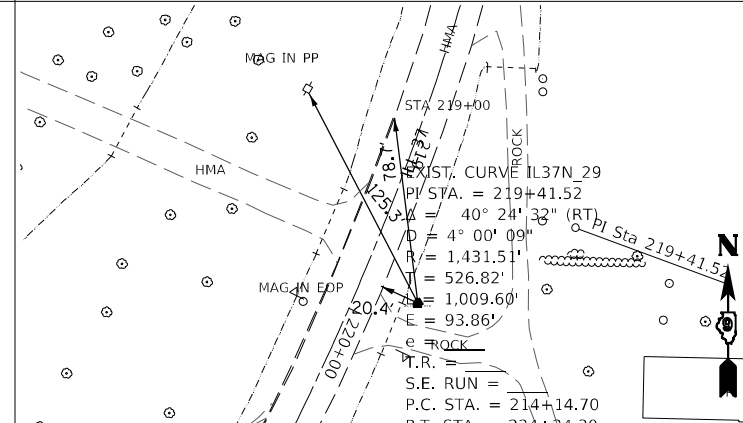 MAG IN PP
HMA
STA 219+00
ROCK
78.1'
125.3'
HMA
EXIST. CURVE IL37N_29
PI STA. = 219+41.52
Δ = 40° 24' 32" (RT)
D = 4° 00' 09"
R = 1,431.51'
T = 526.82'
L = 1,009.60'
E = 93.86'
e =
T.R. =
S.E. RUN =
P.C. STA. = 214+14.70
PI Sta 219+41.52
N
MAG IN EOP
20.4'
220+00
ROCK